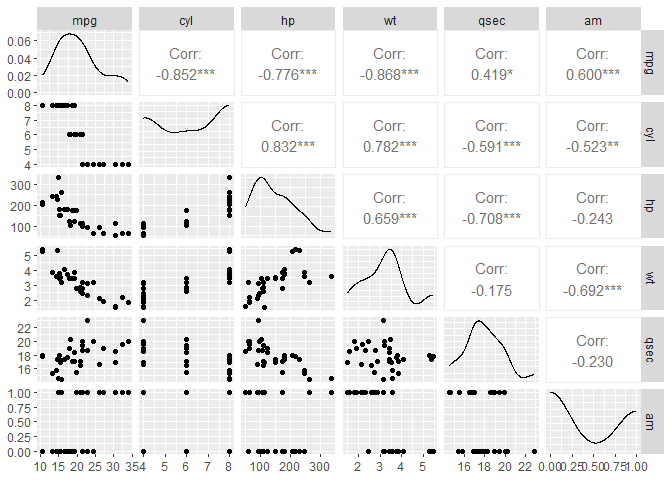 mpg cyl hp wt qsec am
0.06
0.04
0.02
0.00
Corr:
-0.852***
Corr:
-0.776***
Corr:
-0.868***
Corr:
0.419*
Corr:
0.600***
mpg
8
7
6
5
4
Corr:
0.832***
Corr:
0.782***
Corr:
-0.591***
Corr:
-0.523**
cyl
300
200
100
Corr:
0.659***
Corr:
-0.708***
Corr:
-0.243
hp
5
4
3
2
Corr:
-0.175
Corr:
-0.692***
wt
22
20
18
16
Corr:
-0.230
qsec
1.00
0.75
0.50
0.25
0.00
am
10 15 20 25 30 35
4 5 6 7 8
100 200 300
2 3 4 5
16 18 20 22
0.00 0.25 0.50 0.75 1.00